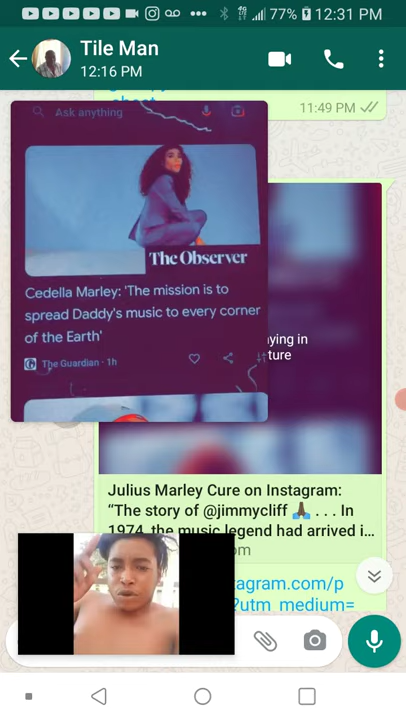 77% 12:31 PM
Tile Man
12:16 PM
11:49 PM
Ask anything
The Observer
Cedella Marley: 'The mission is to
spread Daddy's music to every corner
of the Earth'
The Guardian · 1h
ying in
ture
Julius Marley Cure on Instagram:
“The story of @jimmycliff 🙏🏾 . . . In
1974, the music legend had arrived i...
om
stagram.com/p
?utm_medium=